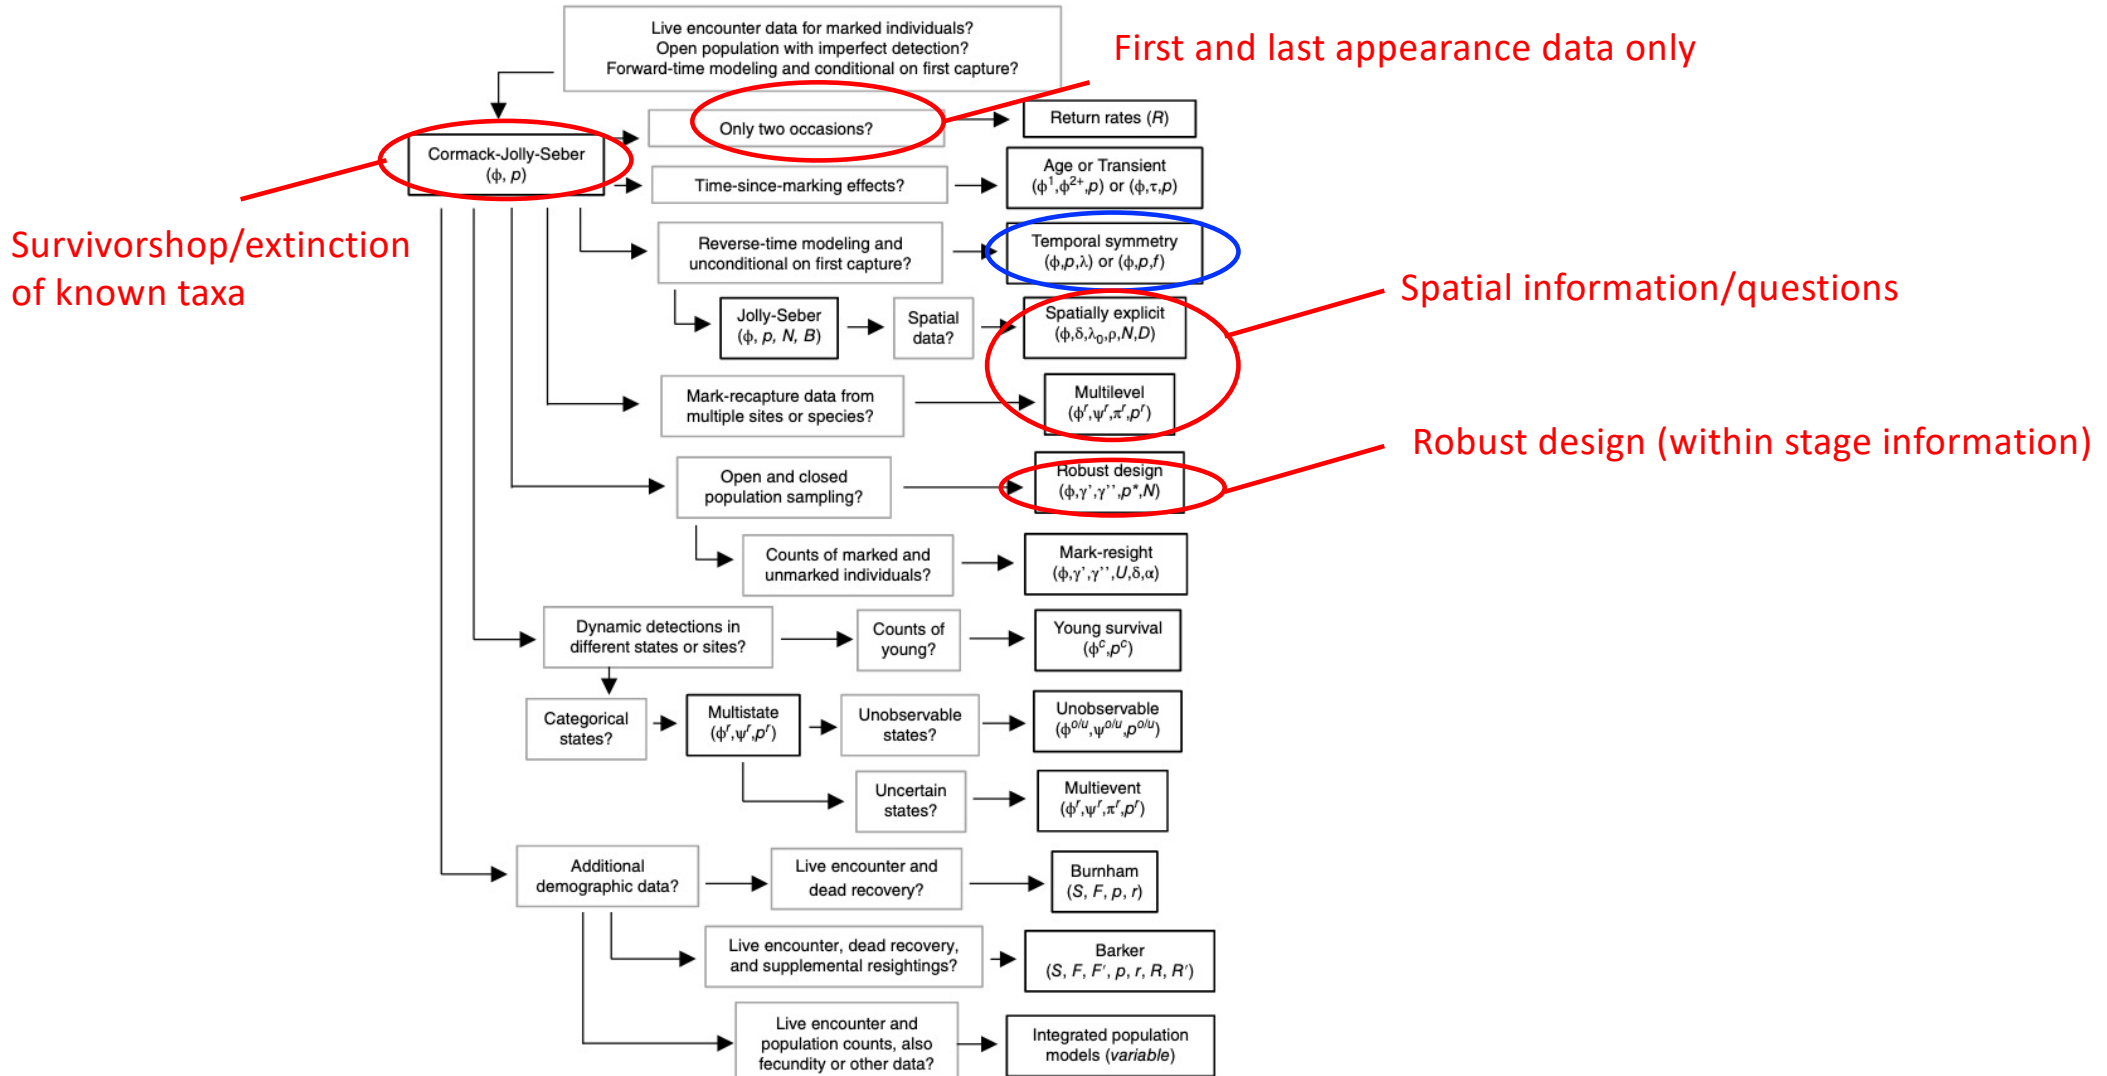 Live encounter data for marked individuals?
Open population with imperfect detection?
Forward-time modeling and conditional on first capture?
First and last appearance data only
Only two occasions?
Return rates (R)
Cormack-Jolly-Seber
(ϕ, p)
Time-since-marking effects?
Age or Transient
(ϕ¹,ϕ²⁺,p) or (ϕ,τ,p)
Survivorshop/extinction
of known taxa
Reverse-time modeling and
unconditional on first capture?
Temporal symmetry
(ϕ,p,λ) or (ϕ,p,f)
Spatial information/questions
Jolly-Seber
(ϕ, p, N, B)
Spatial
data?
Spatially explicit
(ϕ,δ,λ₀,ρ,N,D)
Mark-recapture data from
multiple sites or species?
Multilevel
(ϕʳ,ψʳ,πʳ,pʳ)
Robust design (within stage information)
Open and closed
population sampling?
Robust design
(ϕ,γ’,γ’’,p*,N)
Counts of marked and
unmarked individuals?
Mark-resight
(ϕ,γ’,γ’’,U,δ,α)
Dynamic detections in
different states or sites?
Counts of
young?
Young survival
(ϕᶜ,pᶜ)
Categorical
states?
Multistate
(ϕʳ,ψʳ,pʳ)
Unobservable
states?
Unobservable
(ϕᵒ/ᵘ,ψᵒ/ᵘ,pᵒ/ᵘ)
Uncertain
states?
Multievent
(ϕʳ,ψʳ,πʳ,pʳ)
Additional
demographic data?
Live encounter and
dead recovery?
Burnham
(S, F, p, r)
Live encounter, dead recovery,
and supplemental resightings?
Barker
(S, F, F′, p, r, R, R′)
Live encounter and
population counts, also
fecundity or other data?
Integrated population
models (variable)